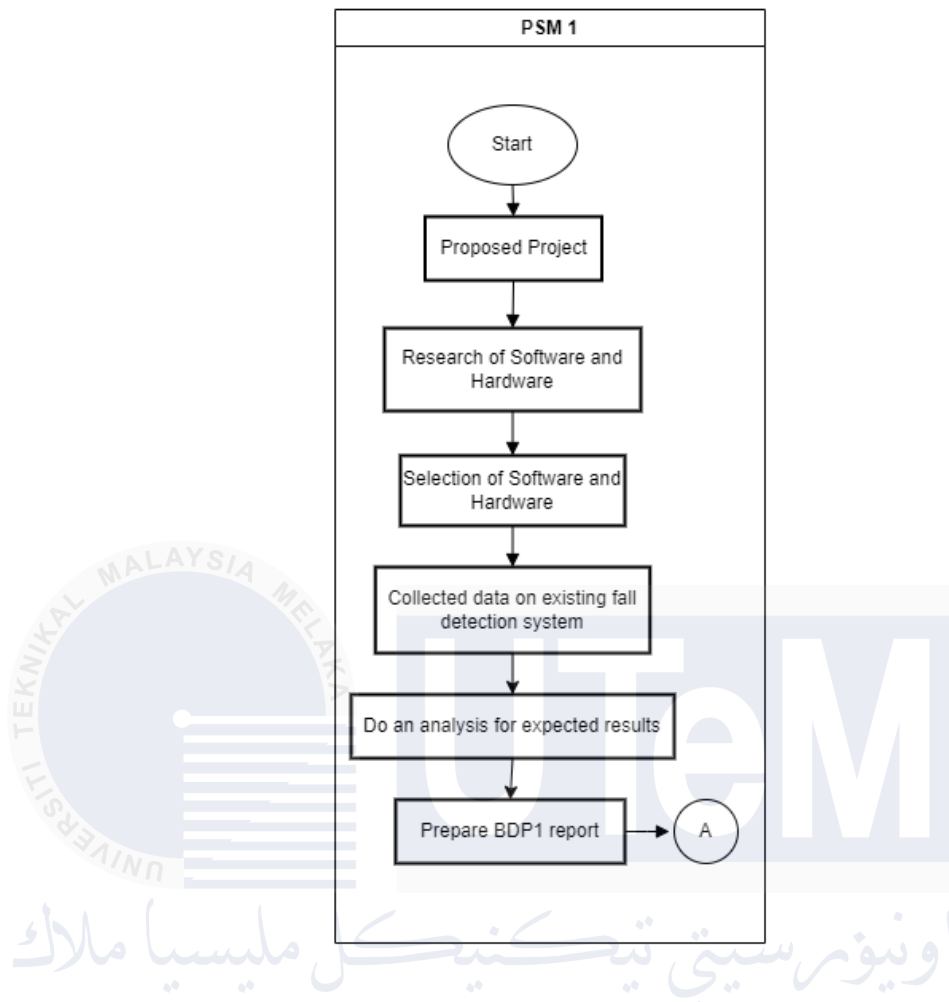 PSM 1
Start
Proposed Project
Research of Software and
Hardware
Selection of Software and
Hardware
Collected data on existing fall
detection system
Do an analysis for expected results
Prepare BDP1 report
A
UNIVERSITI TEKNIKAL MALAYSIA MELAKA
UTeM
اونيۏرسيتي تيكنيكل مليسيا ملاك